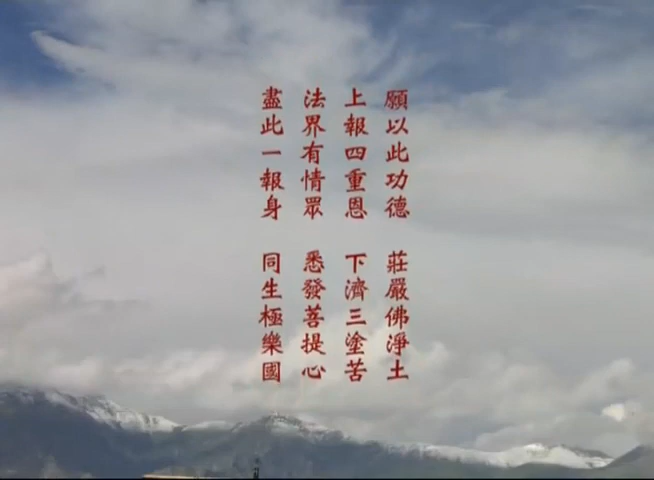 願以此功德　莊嚴佛淨土
上報四重恩　下濟三塗苦
法界有情眾　悉發菩提心
盡此一報身　同生極樂國